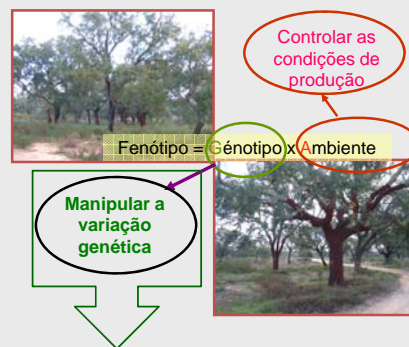 Controlar as
condições de
produção
Fenótipo = Génotipo x Ambiente
Manipular a
variação
genética